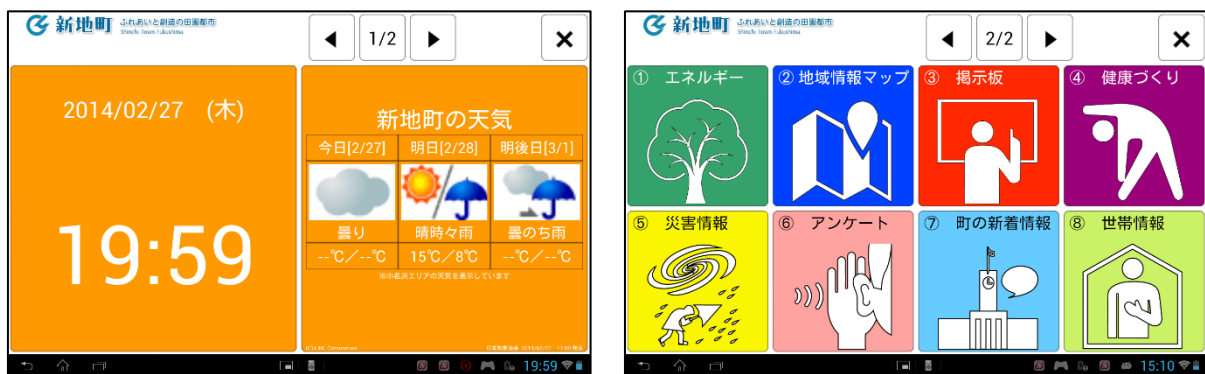 新地町 ふれあいと創造の田園都市
Shinchi Town Fukushima
1/2
2014/02/27 (木)
19:59
新地町の天気
今日[2/27] 明日[2/28] 明後日[3/1]
曇り 晴時々雨 曇のち雨
--℃/--℃ 15℃/8℃ --℃/--℃
※小名浜エリアの天気を表示しています
19:59
新地町 ふれあいと創造の田園都市
Shinchi Town Fukushima
2/2
① エネルギー
② 地域情報マップ
③ 掲示板
④ 健康づくり
⑤ 災害情報
⑥ アンケート
⑦ 町の新着情報
⑧ 世帯情報
15:10